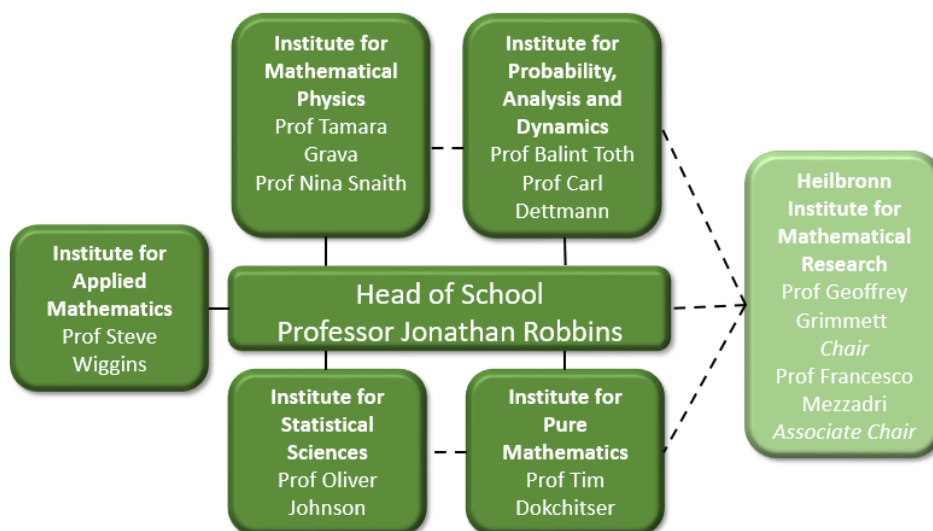 Institute for
Mathematical
Physics
Prof Tamara
Grava
Prof Nina Snaith
Institute for
Probability,
Analysis and
Dynamics
Prof Balint Toth
Prof Carl
Dettmann
Heilbronn
Institute for
Mathematical
Research
Prof Geoffrey
Grimmett
Chair
Prof Francesco
Mezzadri
Associate Chair
Institute for
Applied
Mathematics
Prof Steve
Wiggins
Head of School
Professor Jonathan Robbins
Institute for
Statistical
Sciences
Prof Oliver
Johnson
Institute for
Pure
Mathematics
Prof Tim
Dokchitser